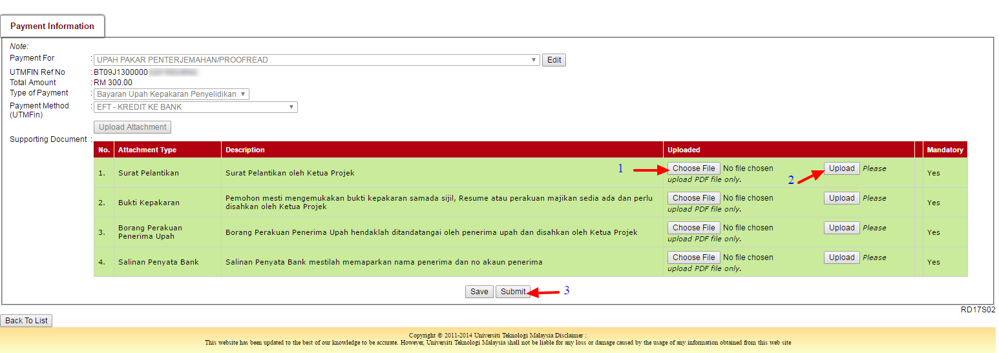 Payment Information
Note:
Payment For : UPAH PAKAR PENTERJEMAHAN/PROOFREAD Edit
UTMFIN Ref No : BT09J1300000
Total Amount : RM 300.00
Type of Payment : Bayaran Upah Kepakaran Penyelidikan
Payment Method : EFT - KREDIT KE BANK
(UTMFin)
Upload Attachment
Supporting Document :
No. Attachment Type Description Uploaded Mandatory
1. Surat Pelantikan Surat Pelantikan oleh Ketua Projek 1 Choose File No file chosen 2 Upload Please
upload PDF file only. Yes
2. Bukti Kepakaran Pemohon mesti mengemukakan bukti kepakaran samada sijil, Resume atau perakuan majikan sedia ada dan perlu
disahkan oleh Ketua Projek Choose File No file chosen Upload Please
upload PDF file only. Yes
3. Borang Perakuan
Penerima Upah Borang Perakuan Penerima Upah hendaklah ditandatangai oleh penerima upah dan disahkan oleh Ketua Projek Choose File No file chosen Upload Please
upload PDF file only. Yes
4. Salinan Penyata Bank Salinan Penyata Bank mestilah memaparkan nama penerima dan no akaun penerima Choose File No file chosen Upload Please
upload PDF file only. Yes
Save Submit 3
RD17S02
Back To List
Copyright © 2011-2014 Universiti Teknologi Malaysia Disclaimer :
This website has been updated to the best of our knowledge to be accurate. However, Universiti Teknologi Malaysia shall not be liable for any loss or damage caused by the usage of any information obtained from this web site